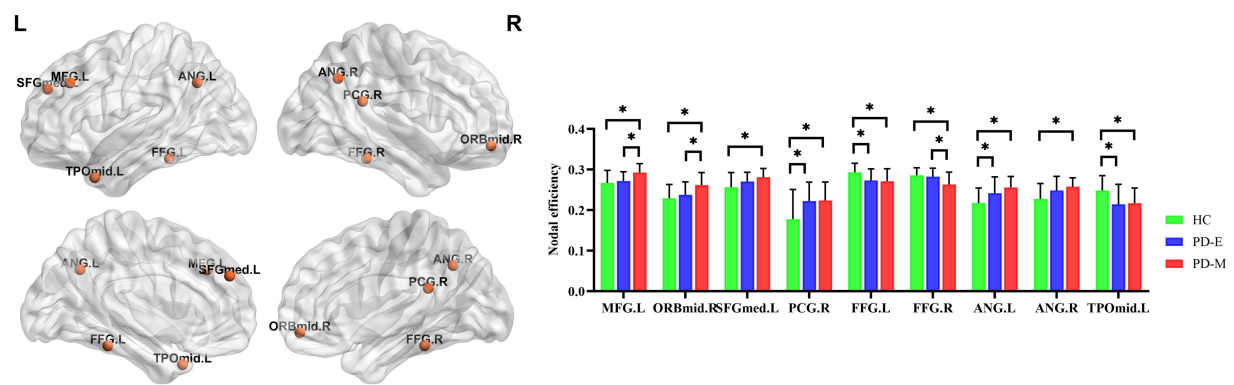 L R
MFG.L
SFGmed.L
ANG.L
FFG.L
TPOmid.L
ANG.R
PCG.R
ORBmid.R
FFG.R
ANG.L
MFG.L
SFGmed.L
FFG.L
TPOmid.L
ANG.R
PCG.R
ORBmid.R
FFG.R
Nodal efficiency
0.4
0.3
0.2
0.1
0.0
* * * * * * * * * * * * * * *
MFG.L ORBmid.R SFGmed.L PCG.R FFG.L FFG.R ANG.L ANG.R TPOmid.L
HC
PD-E
PD-M